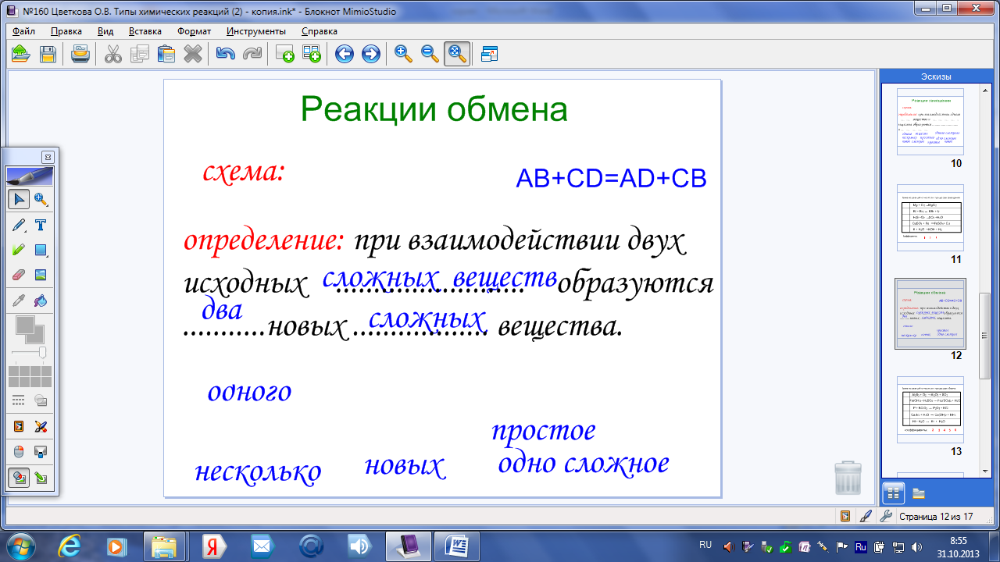 №160 Цветкова О.В. Типы химических реакций (2) - копия.ink* - Блокнот MimioStudio
Файл Правка Вид Вставка Формат Инструменты Справка
Эскизы
Реакции обмена
схема:
AB+CD=AD+CB
определение: при взаимодействии двух
исходных сложных веществ образуются
два новых сложных вещества.
одного
простое
несколько новых одно сложное
10
11
12
13
Страница 12 из 17
RU
8:55
31.10.2013